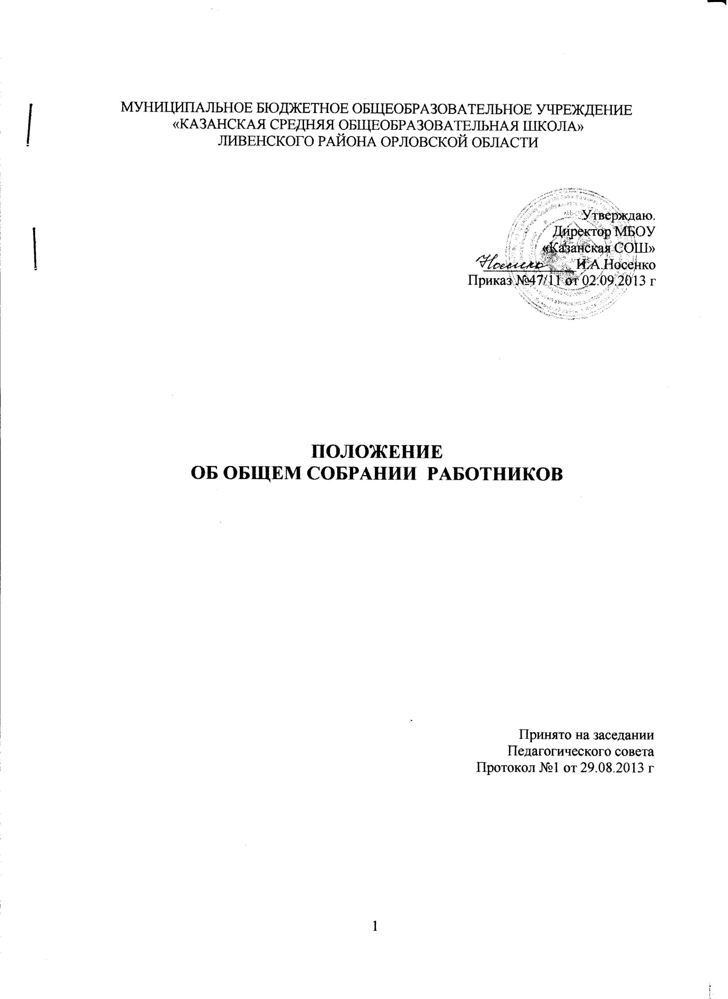 МУНИЦИПАЛЬНОЕ БЮДЖЕТНОЕ ОБЩЕОБРАЗОВАТЕЛЬНОЕ УЧРЕЖДЕНИЕ
«КАЗАНСКАЯ СРЕДНЯЯ ОБЩЕОБРАЗОВАТЕЛЬНАЯ ШКОЛА»
ЛИВЕНСКОГО РАЙОНА ОРЛОВСКОЙ ОБЛАСТИ
Утверждаю.
Директор МБОУ
«Казанская СОШ»
И.А.Носенко
Приказ №47/11 от 02.09.2013 г
ПОЛОЖЕНИЕ
ОБ ОБЩЕМ СОБРАНИИ РАБОТНИКОВ
Принято на заседании
Педагогического совета
Протокол №1 от 29.08.2013 г
1